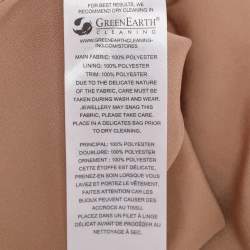 FOR BEST RESULTS, WE
RECOMMEND DRY CLEANING IN
GREENEARTH
CLEANING
WWW.GREENEARTHCLEAN-
ING.COM/STORES
MAIN FABRIC: 100% POLYESTER
LINING: 100% POLYESTER
TRIM: 100% POLYESTER
DUE TO THE DELICATE NATURE
OF THE FABRIC, CARE MUST BE
TAKEN DURING WASH AND WEAR.
JEWELLERY MAY SNAG THIS
FABRIC, PLEASE TAKE CARE.
PLACE IN A DELICATES BAG PRIOR
TO DRY CLEANING.
PRINCIPAL: 100% POLYESTER
DOUBLURE: 100% POLYESTER
ORNEMENT : 100% POLYESTER
CETTE ÉTOFFE EST DÉLICATE,
PRENEZ-EN SOIN LORSQUE VOUS
LAVEZ ET PORTEZ LE VÊTEMENT.
FAITES ATTENTION CAR LES
BIJOUX PEUVENT CAUSER DES
ACCROCS AU TISSU.
PLACEZ DANS UN FILET À LINGE
DÉLICAT AVANT DE PROCÉDER
AU NETTOYAGE À SEC.